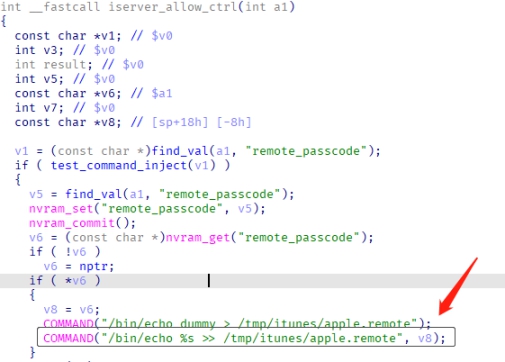 int __fastcall iserver_allow_ctrl(int a1)
{
const char *v1; // $v0
int v3; // $v0
int result; // $v0
int v5; // $v0
const char *v6; // $a1
int v7; // $v0
const char *v8; // [sp+18h] [-8h]
v1 = (const char *)find_val(a1, "remote_passcode");
if ( test_command_inject(v1) )
{
v5 = find_val(a1, "remote_passcode");
nvram_set("remote_passcode", v5);
nvram_commit();
v6 = (const char *)nvram_get("remote_passcode");
if ( !v6 )
v6 = nptr;
if ( *v6 )
{
v8 = v6;
COMMAND("/bin/echo dummy > /tmp/itunes/apple.remote");
COMMAND("/bin/echo %s >> /tmp/itunes/apple.remote", v8);
}